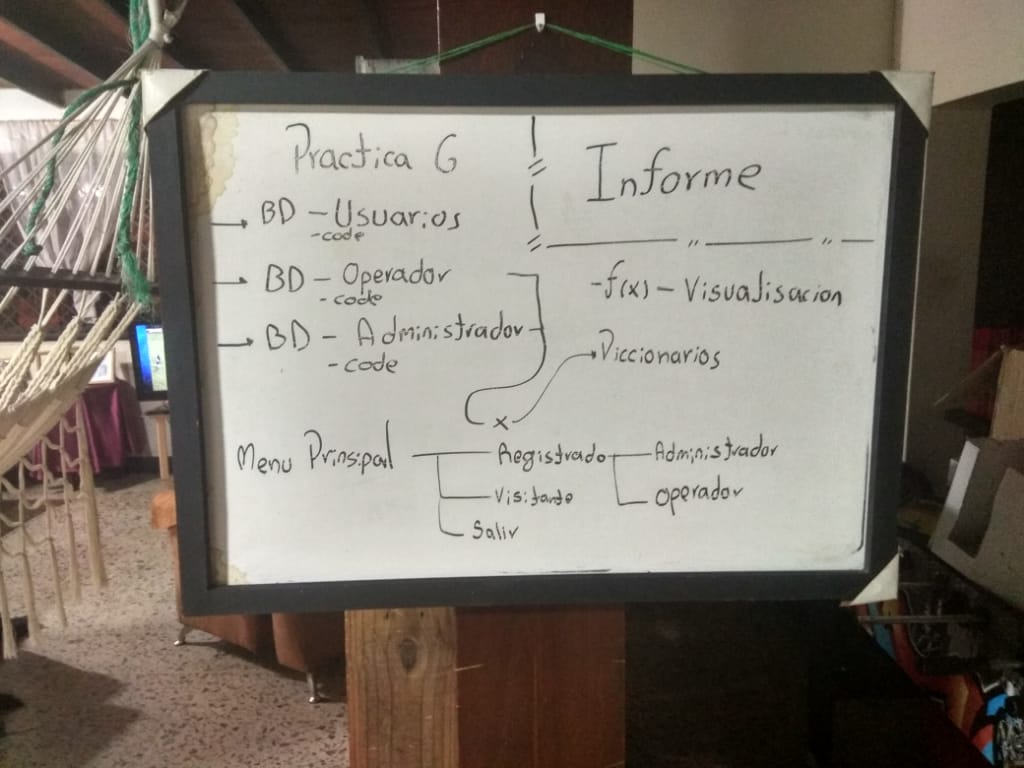 Practica 6
BD - Usuarios
- code
BD - Operador
- code
BD - Administrador
- code
Informe
- f(x) - Visualisacion
Diccionarios
x
Menu Prinsipal
Registrado
Administrador
Operador
Visitante
Salir